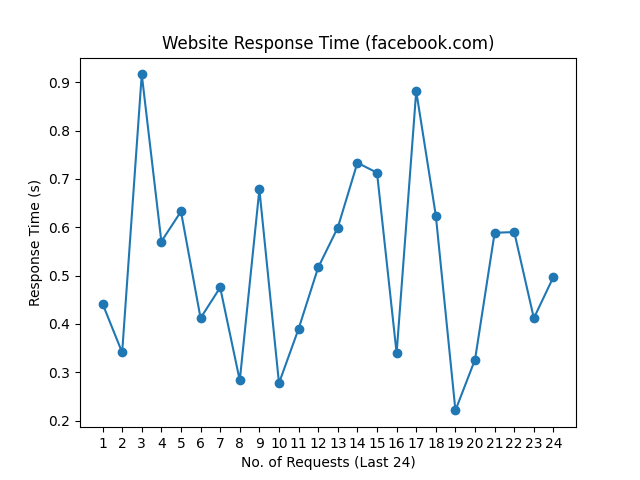 Website Response Time (facebook.com)
Response Time (s)
0.9
0.8
0.7
0.6
0.5
0.4
0.3
0.2
1 2 3 4 5 6 7 8 9 10 11 12 13 14 15 16 17 18 19 20 21 22 23 24
No. of Requests (Last 24)